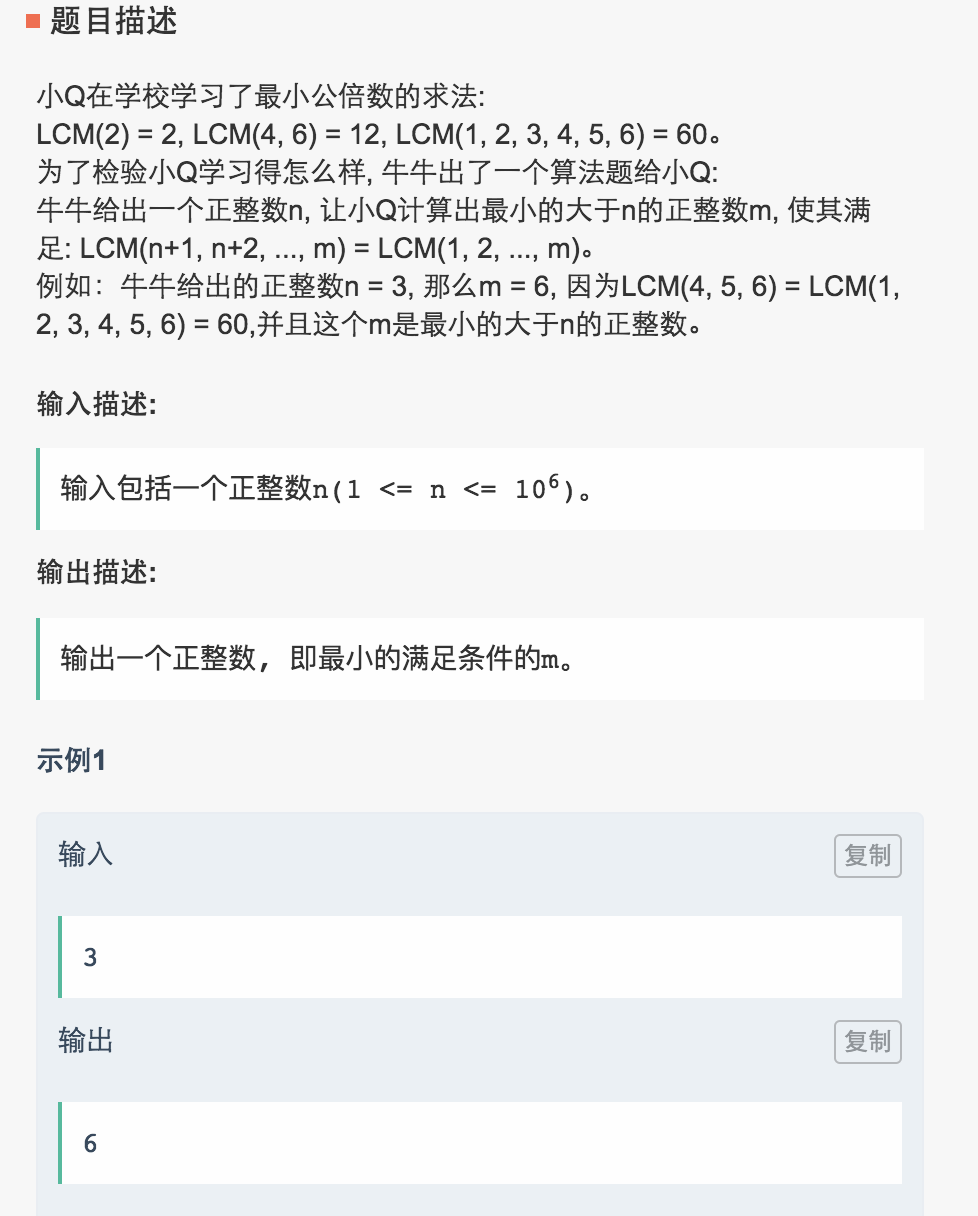 题目描述
小Q在学校学习了最小公倍数的求法:
LCM(2) = 2, LCM(4, 6) = 12, LCM(1, 2, 3, 4, 5, 6) = 60。
为了检验小Q学习得怎么样, 牛牛出了一个算法题给小Q:
牛牛给出一个正整数n, 让小Q计算出最小的大于n的正整数m, 使其满
足: LCM(n+1, n+2, ..., m) = LCM(1, 2, ..., m)。
例如：牛牛给出的正整数n = 3, 那么m = 6, 因为LCM(4, 5, 6) = LCM(1,
2, 3, 4, 5, 6) = 60,并且这个m是最小的大于n的正整数。
输入描述:
输入包括一个正整数n(1 <= n <= 10⁶)。
输出描述:
输出一个正整数, 即最小的满足条件的m。
示例1
输入
复制
3
输出
复制
6